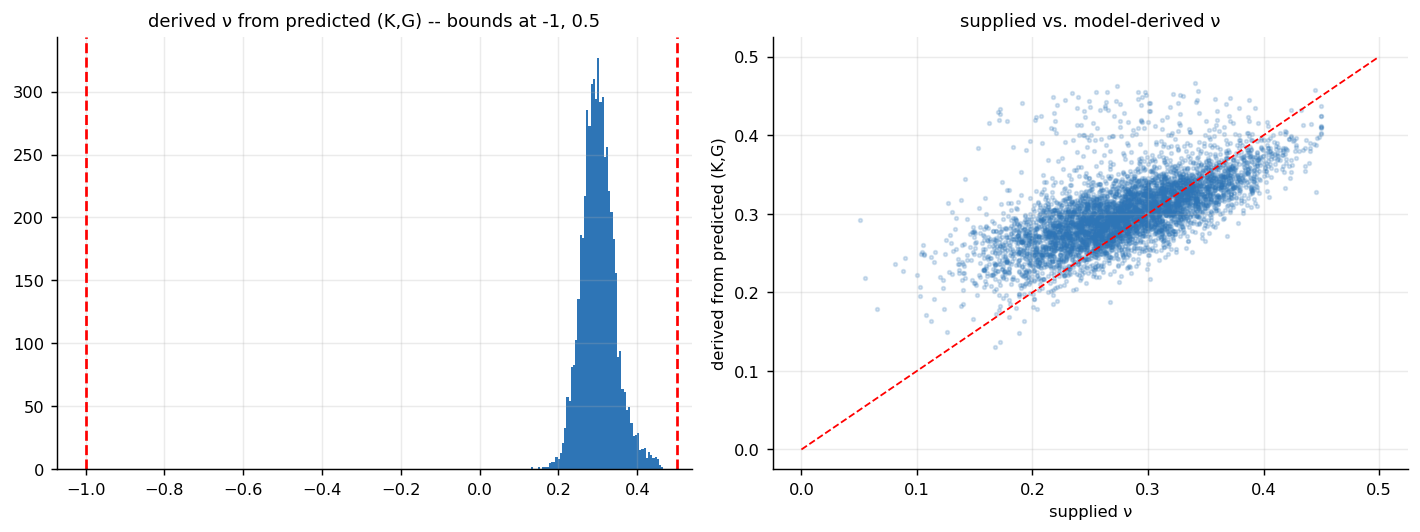 derived ν from predicted (K,G) -- bounds at -1, 0.5
300
250
200
150
100
50
0
−1.0 −0.8 −0.6 −0.4 −0.2 0.0 0.2 0.4
supplied vs. model-derived ν
derived from predicted (K,G)
0.5
0.4
0.3
0.2
0.1
0.0
0.0 0.1 0.2 0.3 0.4 0.5
supplied ν